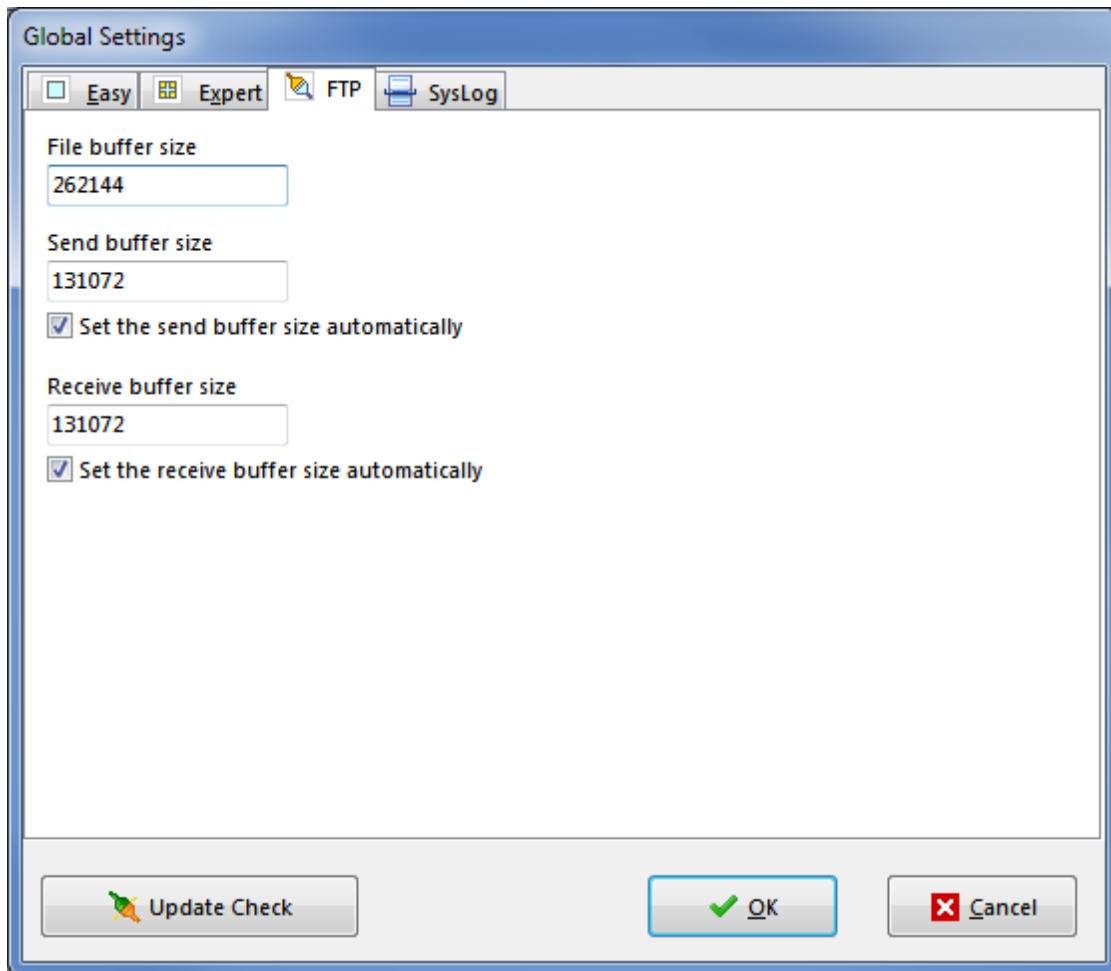 Global Settings
Easy Expert FTP SysLog
File buffer size
262144
Send buffer size
131072
Set the send buffer size automatically
Receive buffer size
131072
Set the receive buffer size automatically
Update Check OK Cancel